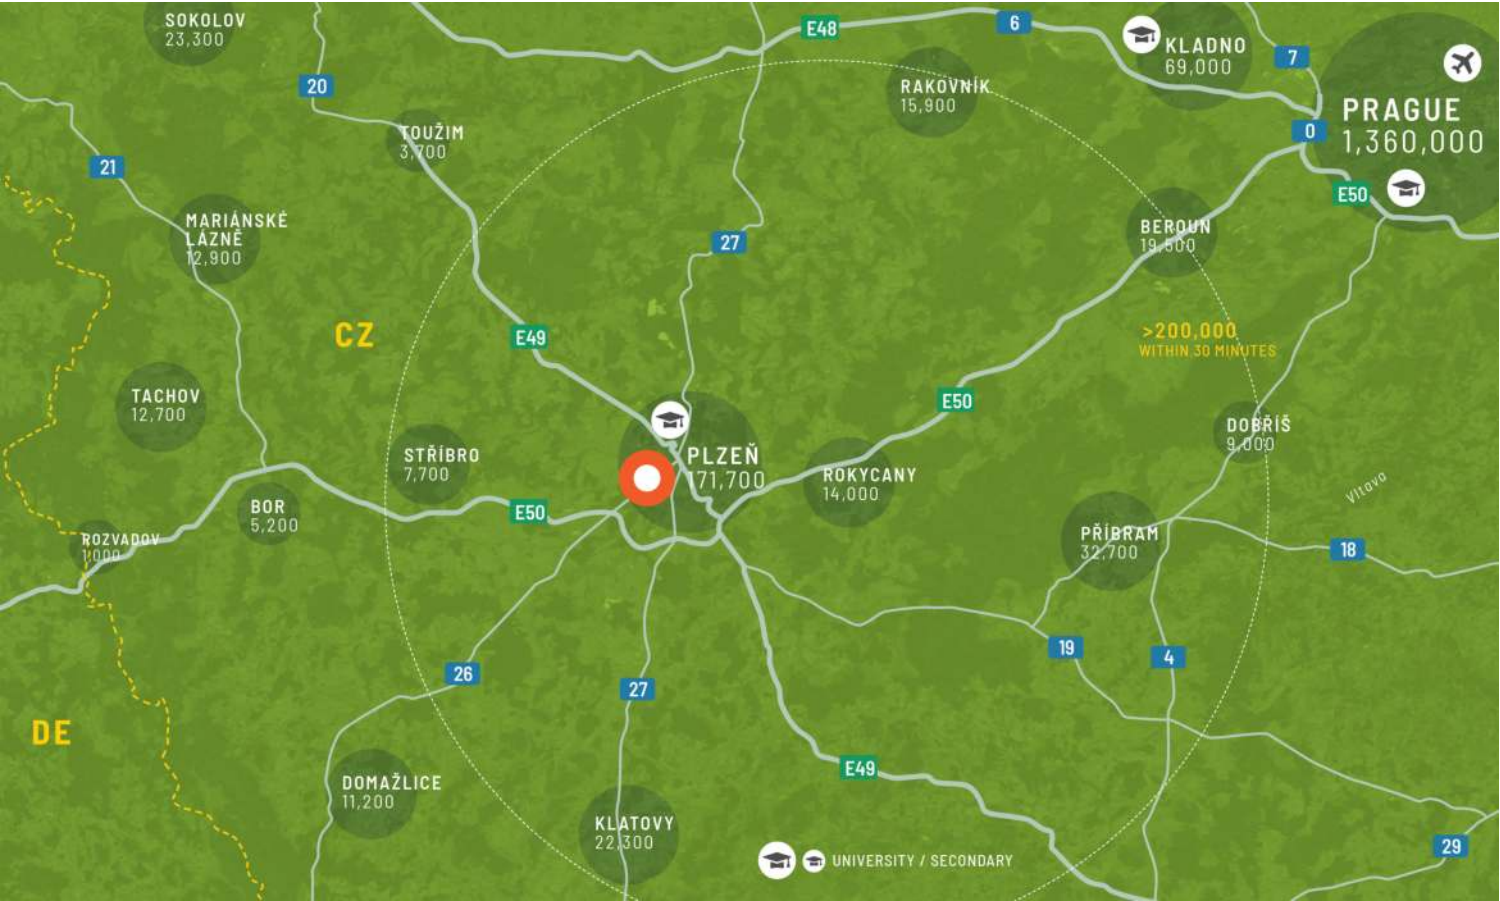 SOKOLOV
23,300
E48
6
KLADNO
69,000
7
20
RAKOVNÍK
15,900
PRAGUE
1,360,000
0
TOUŽIM
3,700
21
E50
MARIÁNSKÉ
LÁZNĚ
12,900
27
BEROUN
19,500
CZ
E49
>200,000
WITHIN 30 MINUTES
TACHOV
12,700
E50
STŘÍBRO
7,700
PLZEŇ
171,700
ROKYCANY
14,000
DOBŘÍŠ
9,000
Vltava
BOR
5,200
E50
ROZVADOV
1,000
PŘÍBRAM
32,700
18
19
4
26
27
DE
E49
DOMAŽLICE
11,200
KLATOVY
22,300
UNIVERSITY / SECONDARY
29